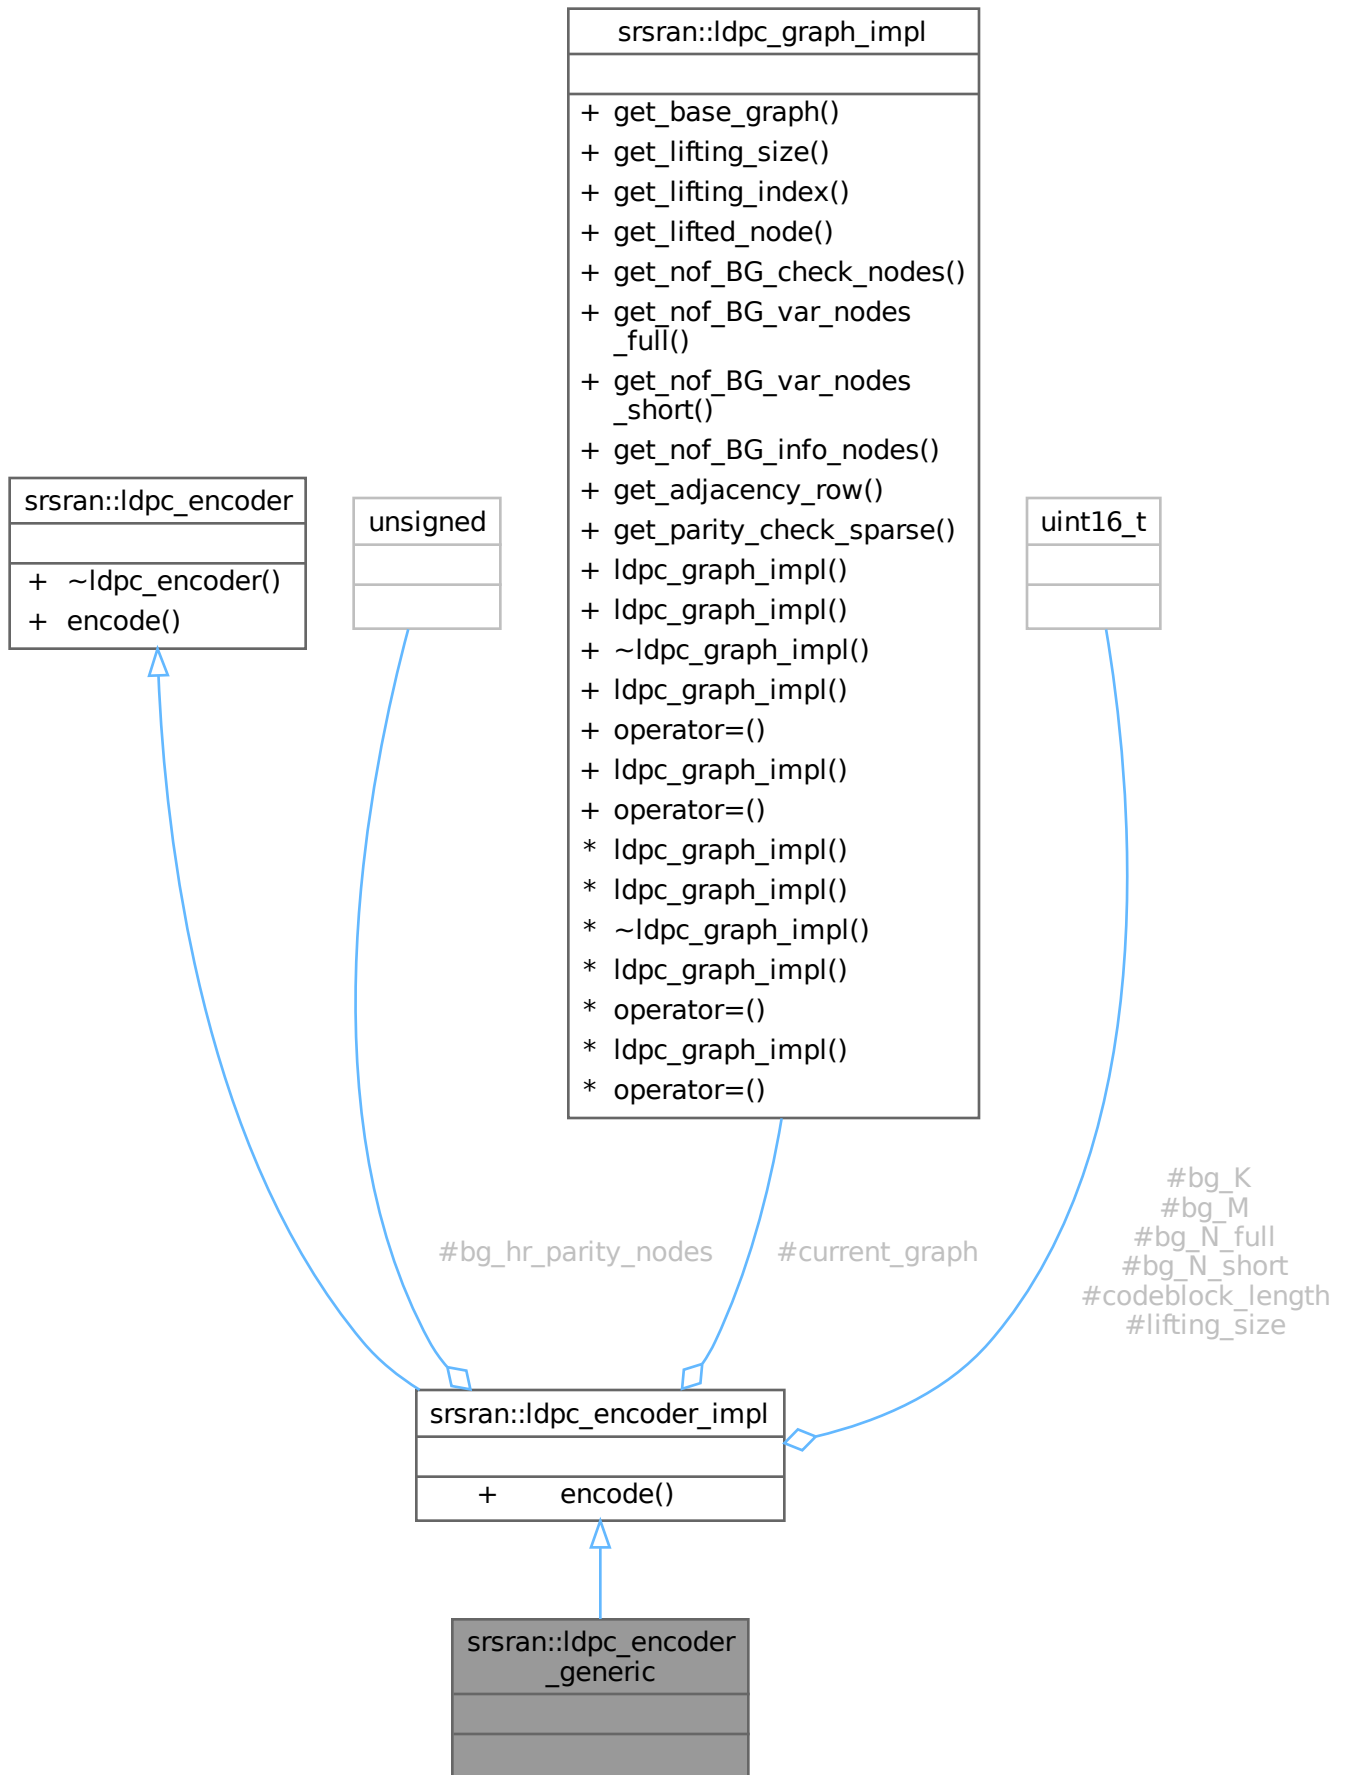 srsran::ldpc_graph_impl
+ get_base_graph()
+ get_lifting_size()
+ get_lifting_index()
+ get_lifted_node()
+ get_nof_BG_check_nodes()
+ get_nof_BG_var_nodes
_full()
+ get_nof_BG_var_nodes
_short()
+ get_nof_BG_info_nodes()
+ get_adjacency_row()
+ get_parity_check_sparse()
+ ldpc_graph_impl()
+ ldpc_graph_impl()
+ ~ldpc_graph_impl()
+ ldpc_graph_impl()
+ operator=()
+ ldpc_graph_impl()
+ operator=()
* ldpc_graph_impl()
* ldpc_graph_impl()
* ~ldpc_graph_impl()
* ldpc_graph_impl()
* operator=()
* ldpc_graph_impl()
* operator=()
srsran::ldpc_encoder
+ ~ldpc_encoder()
+ encode()
unsigned
uint16_t
#bg_hr_parity_nodes
#current_graph
#bg_K
#bg_M
#bg_N_full
#bg_N_short
#codeblock_length
#lifting_size
srsran::ldpc_encoder_impl
+ encode()
srsran::ldpc_encoder
_generic